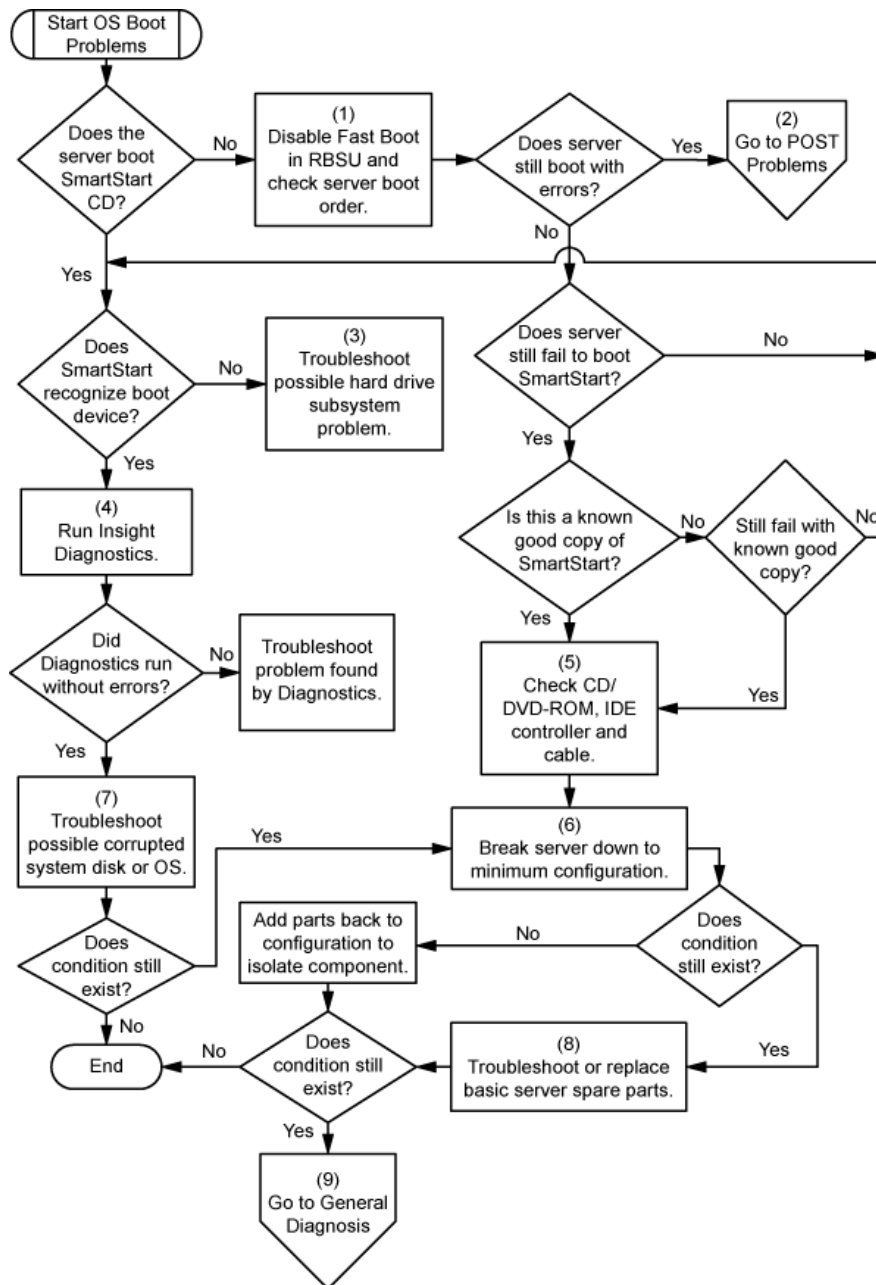 Start OS Boot
Problems
Does the
server boot
SmartStart
CD?
No
(1)
Disable Fast Boot
in RBSU and
check server boot
order.
Does server
still boot with
errors?
Yes
(2)
Go to POST
Problems
No
Yes
Does
SmartStart
recognize boot
device?
No
(3)
Troubleshoot
possible hard drive
subsystem
problem.
Does server
still fail to boot
SmartStart?
No
Yes
Yes
(4)
Run Insight
Diagnostics.
Is this a known
good copy of
SmartStart?
No
Still fail with
known good
copy?
No
Did
Diagnostics run
without errors?
No
Troubleshoot
problem found
by Diagnostics.
Yes
(5)
Check CD/
DVD-ROM, IDE
controller and
cable.
Yes
Yes
(7)
Troubleshoot
possible corrupted
system disk or OS.
Yes
(6)
Break server down to
minimum configuration.
Does
condition still
exist?
No
Add parts back to
configuration to
isolate component.
No
Does
condition
still exist?
Yes
End
No
Does
condition still
exist?
(8)
Troubleshoot or replace
basic server spare parts.
Yes
(9)
Go to General
Diagnosis